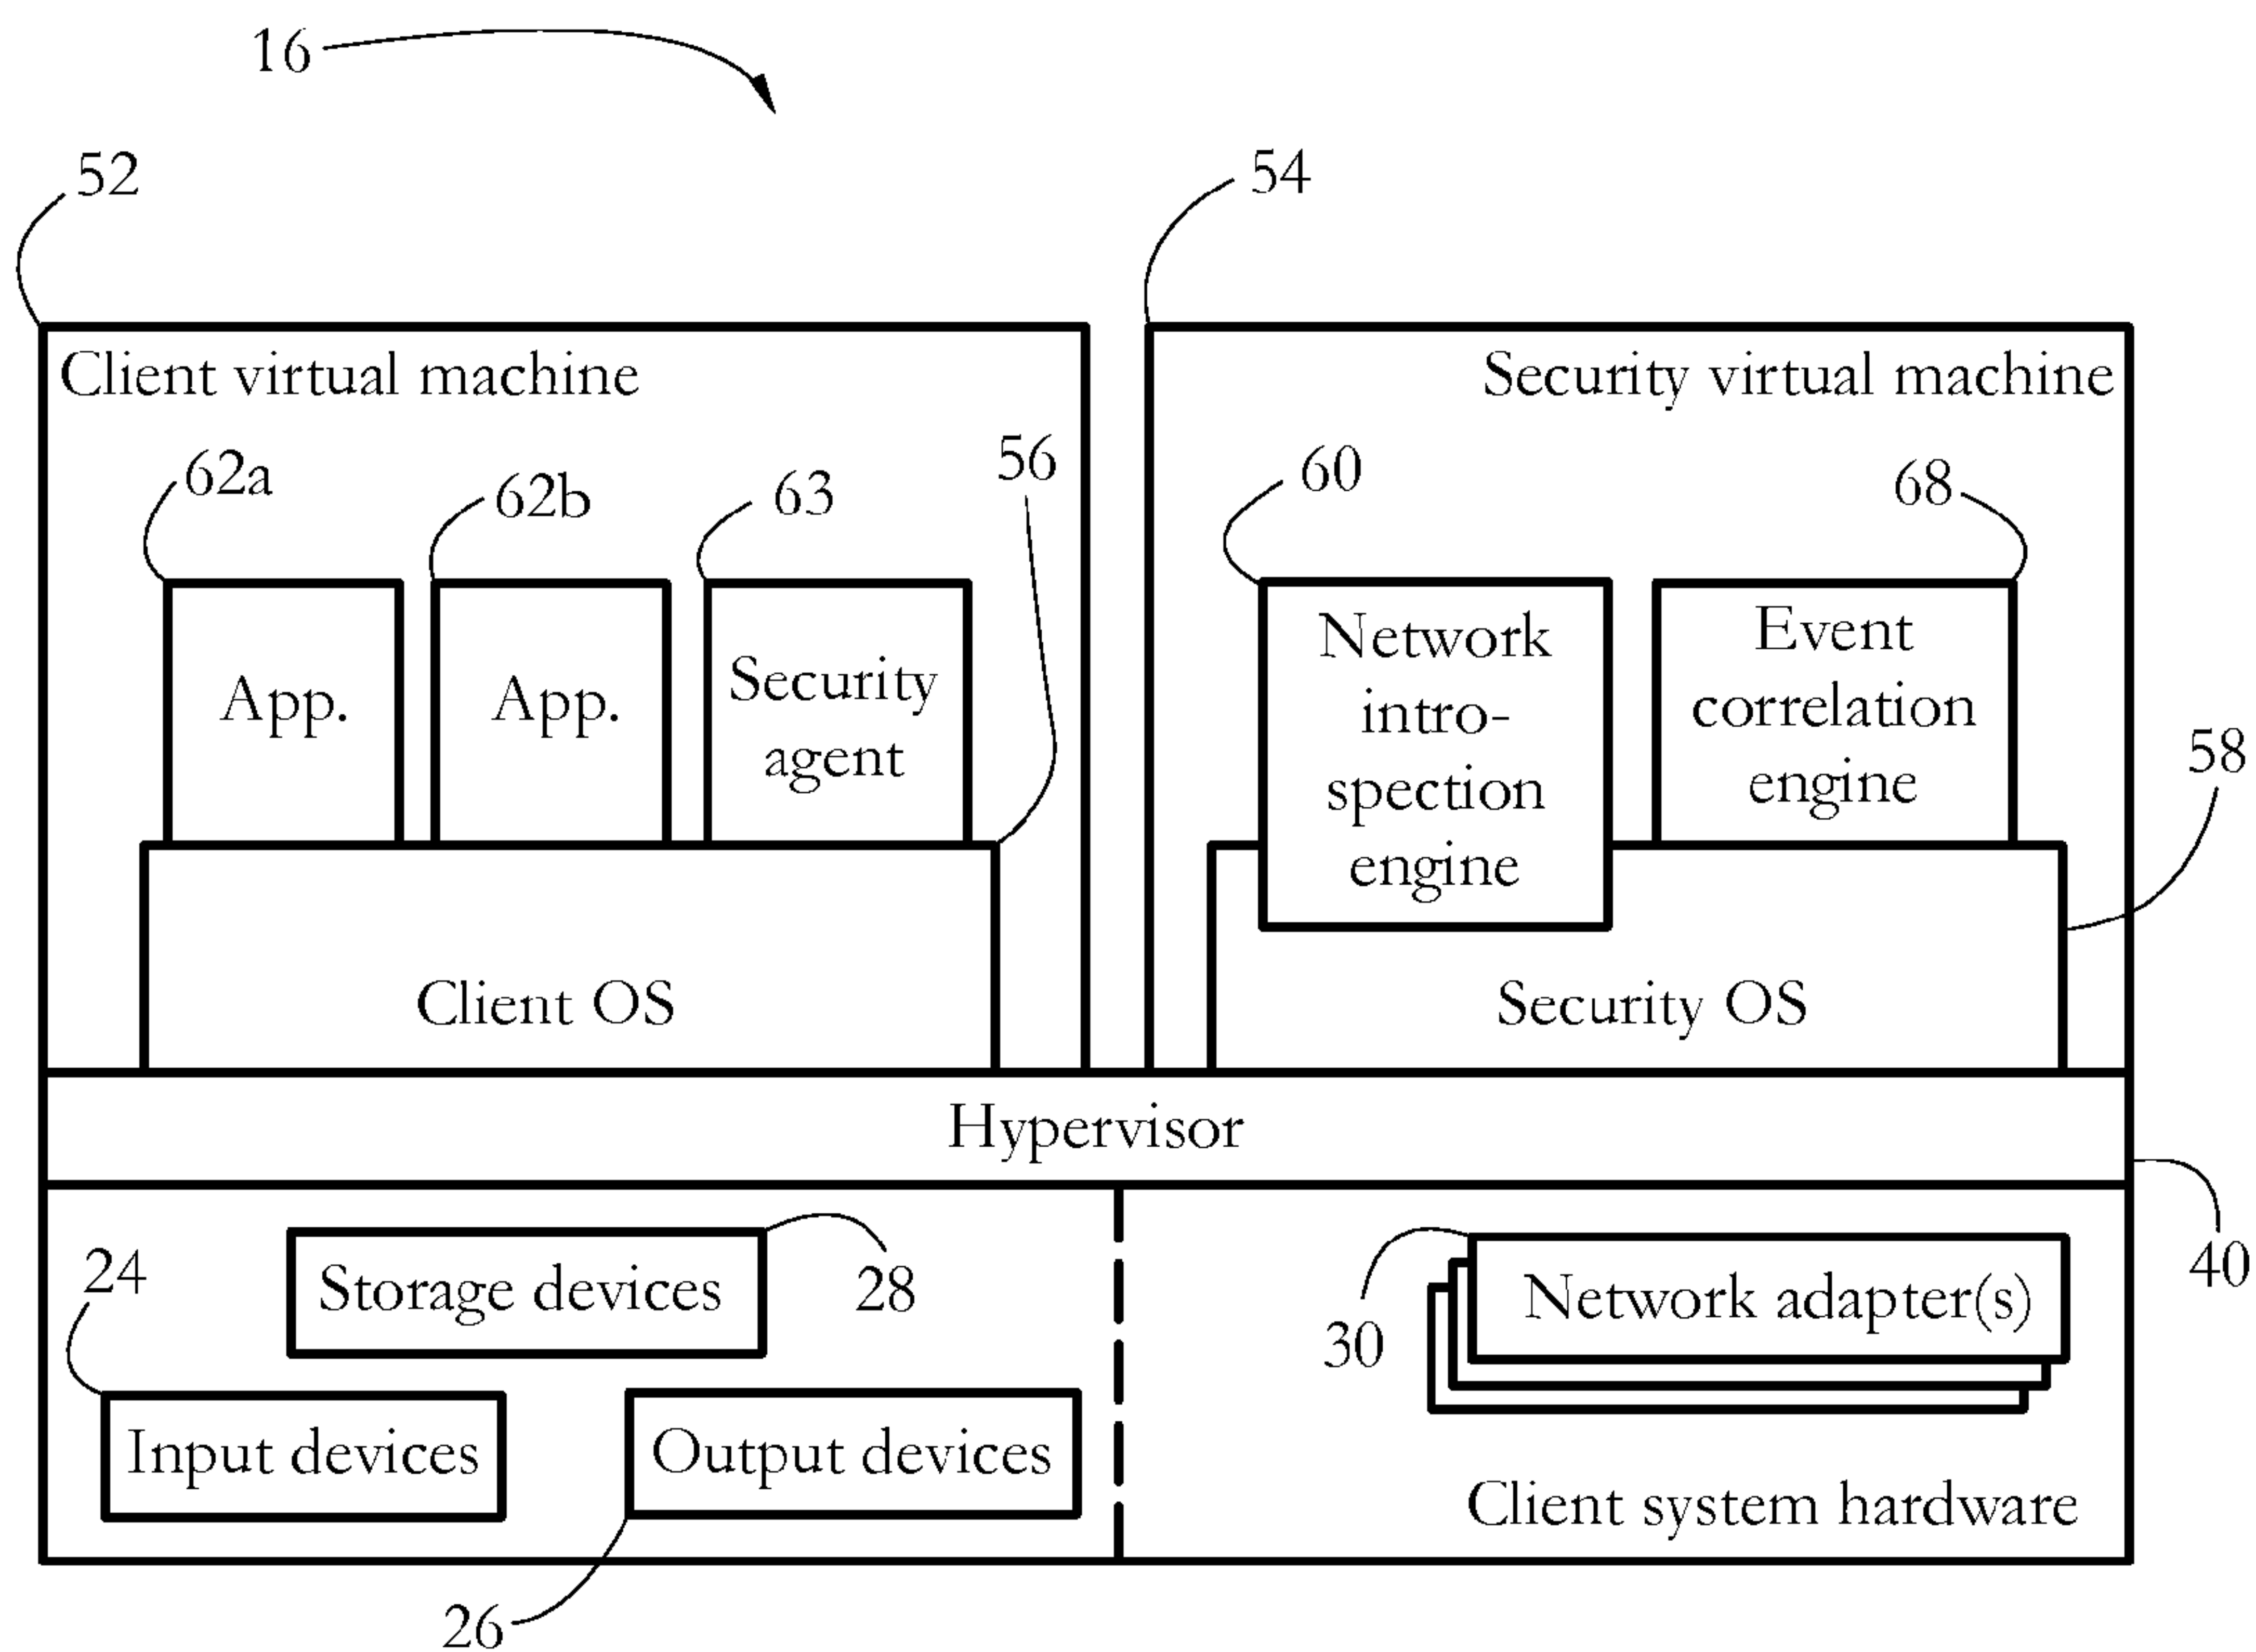 16
52
54
Client virtual machine
Security virtual machine
62a
62b
63
56
60
68
App.
App.
Security
agent
Network
intro-
spection
engine
Event
correlation
engine
58
Client OS
Security OS
Hypervisor
40
24
Storage devices
28
30
Network adapter(s)
Input devices
Output devices
Client system hardware
26